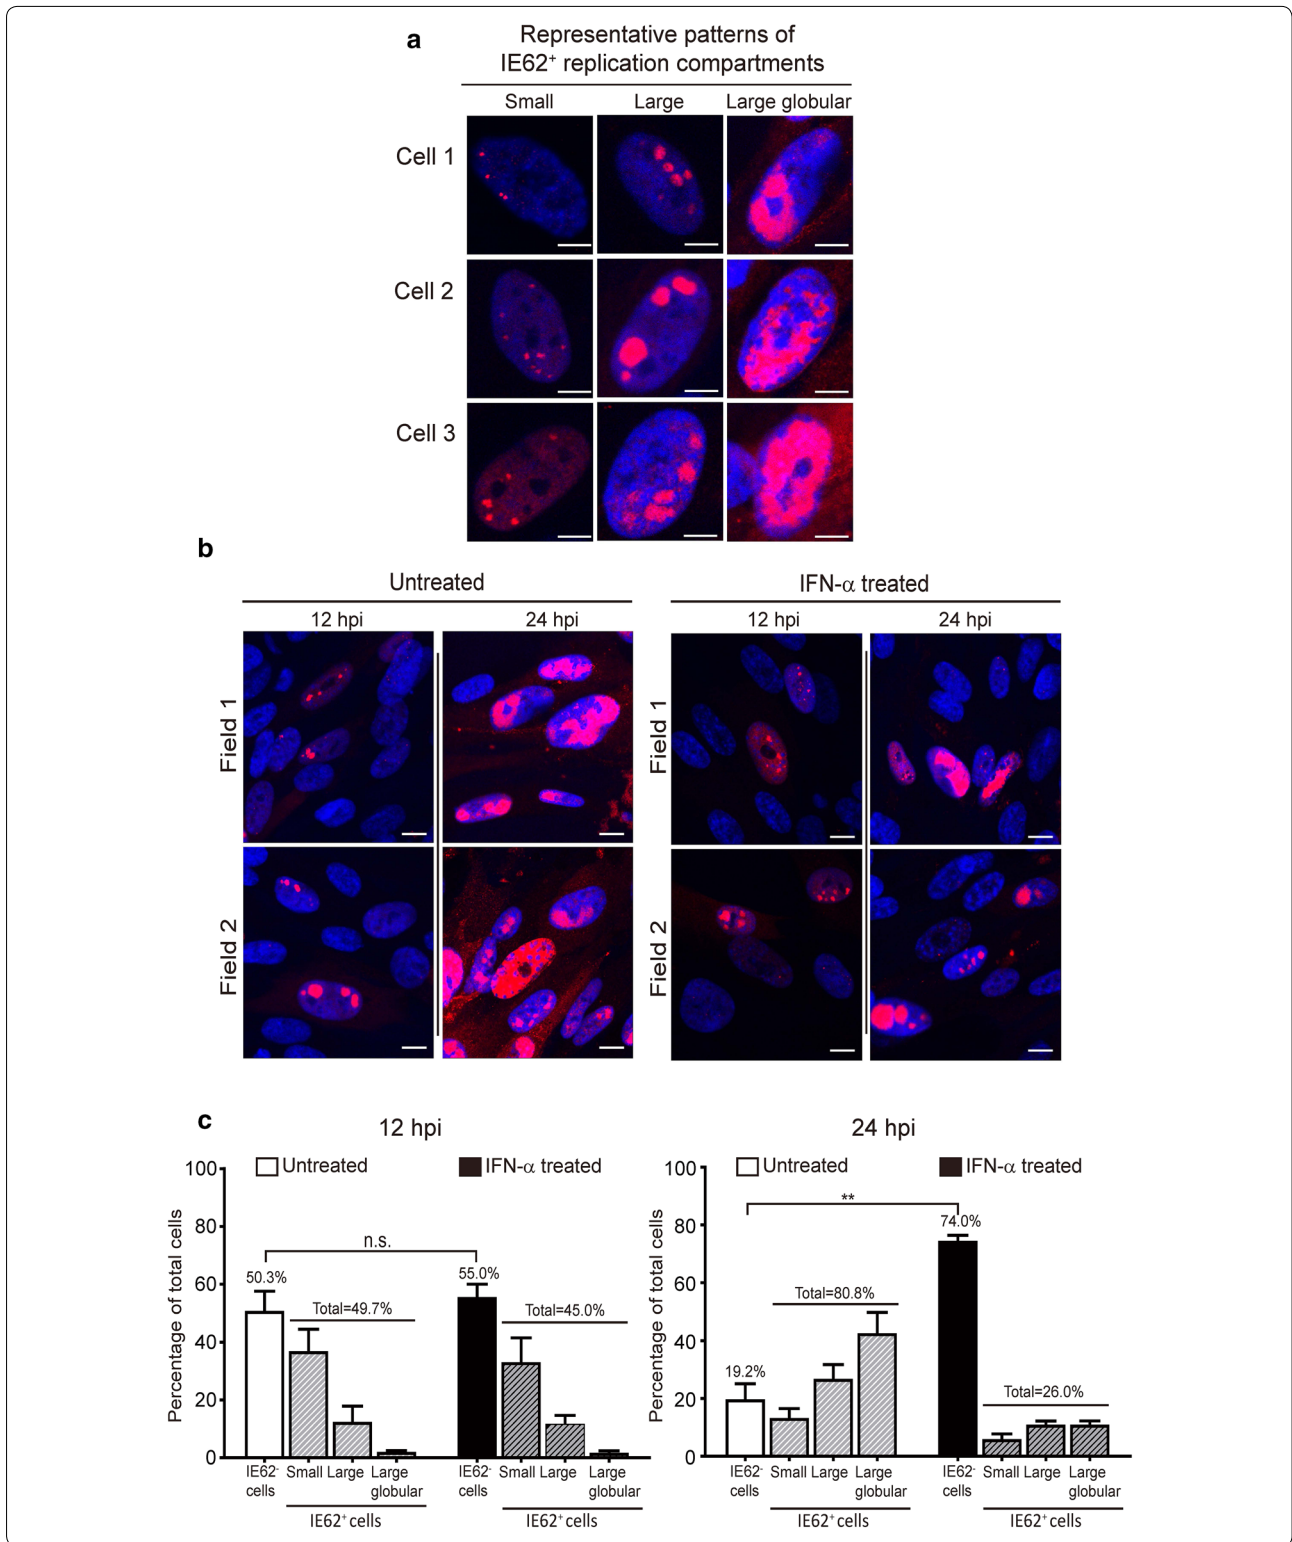 a
Representative patterns of
IE62⁺ replication compartments
Small Large Large globular
Cell 1
Cell 2
Cell 3
b
Untreated
IFN-α treated
12 hpi 24 hpi
12 hpi 24 hpi
Field 1
Field 2
Field 1
Field 2
c
12 hpi
Untreated
IFN-α treated
Percentage of total cells
100
80
60
40
20
0
n.s.
50.3%
Total=49.7%
55.0%
Total=45.0%
IE62⁻ Small Large Large
cells globular
IE62⁺ cells
IE62⁻ Small Large Large
cells globular
IE62⁺ cells
24 hpi
Untreated
IFN-α treated
Percentage of total cells
100
80
60
40
20
0
**
19.2%
Total=80.8%
74.0%
Total=26.0%
IE62⁻ Small Large Large
cells globular
IE62⁺ cells
IE62⁻ Small Large Large
cells globular
IE62⁺ cells